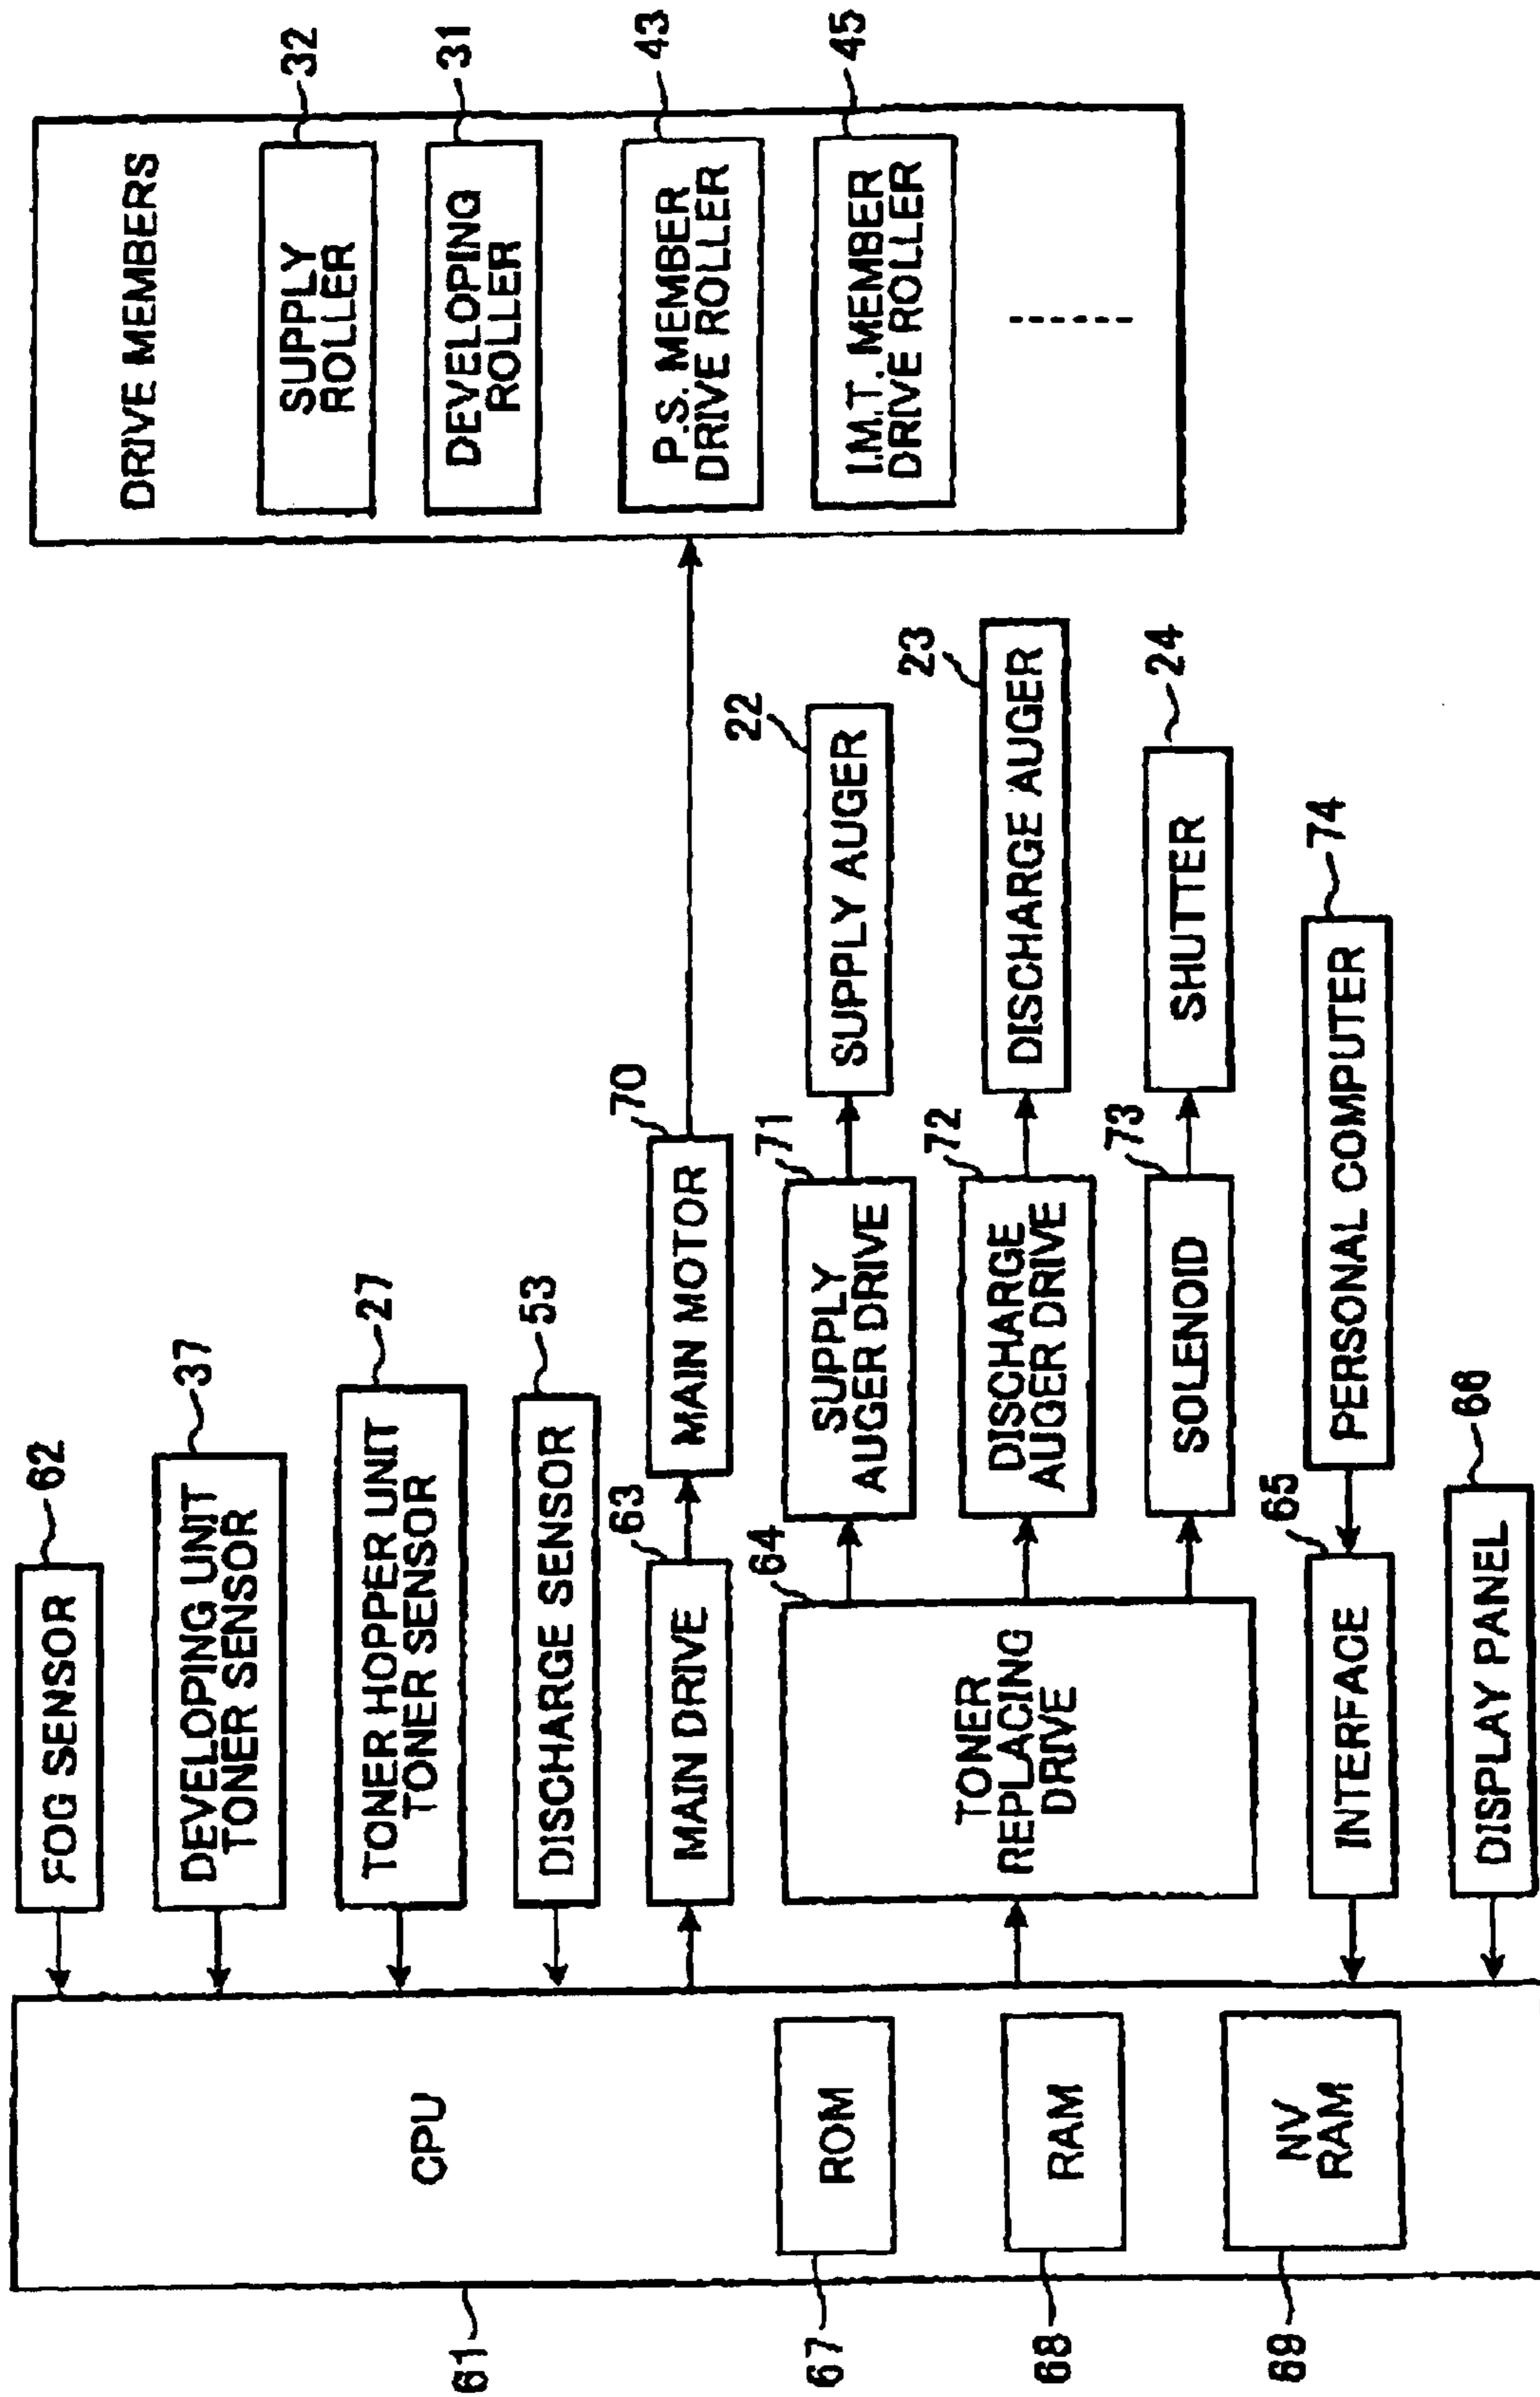 61
CPU
67
ROM
68
RAM
69
NV
RAM
FOG SENSOR
62
DEVELOPING UNIT
TONER SENSOR
37
TONER HOPPER UNIT
TONER SENSOR
27
DISCHARGE SENSOR
53
MAIN DRIVE
63
MAIN MOTOR
70
TONER
REPLACING
DRIVE
64
SUPPLY
AUGER DRIVE
71
SUPPLY AUGER
22
DISCHARGE
AUGER DRIVE
72
DISCHARGE AUGER
23
SOLENOID
73
SHUTTER
24
INTERFACE
65
PERSONAL COMPUTER
74
DISPLAY PANEL
66
DRIVE MEMBERS
SUPPLY
ROLLER
32
DEVELOPING
ROLLER
31
P.S. MEMBER
DRIVE ROLLER
43
I.M.T. MEMBER
DRIVE ROLLER
45